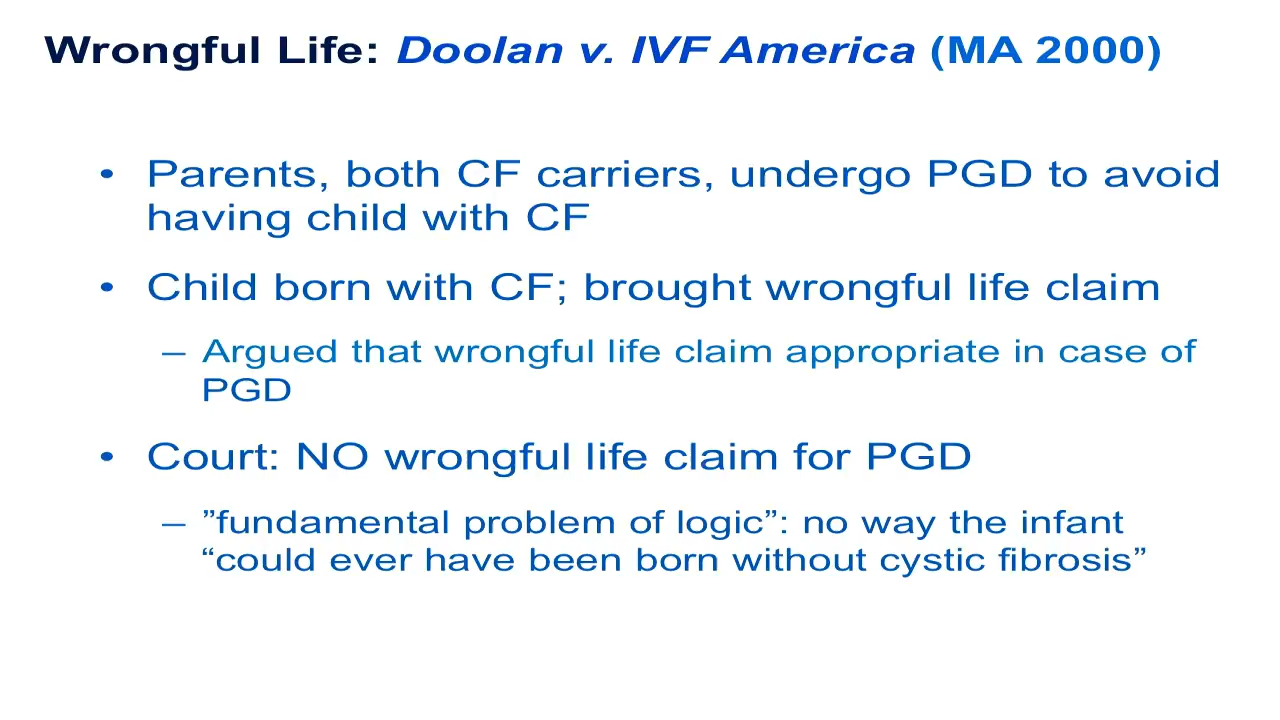 Wrongful Life: Doolan v. IVF America (MA 2000)
• Parents, both CF carriers, undergo PGD to avoid
having child with CF
• Child born with CF; brought wrongful life claim
– Argued that wrongful life claim appropriate in case of
PGD
• Court: NO wrongful life claim for PGD
– ”fundamental problem of logic”: no way the infant
“could ever have been born without cystic fibrosis”